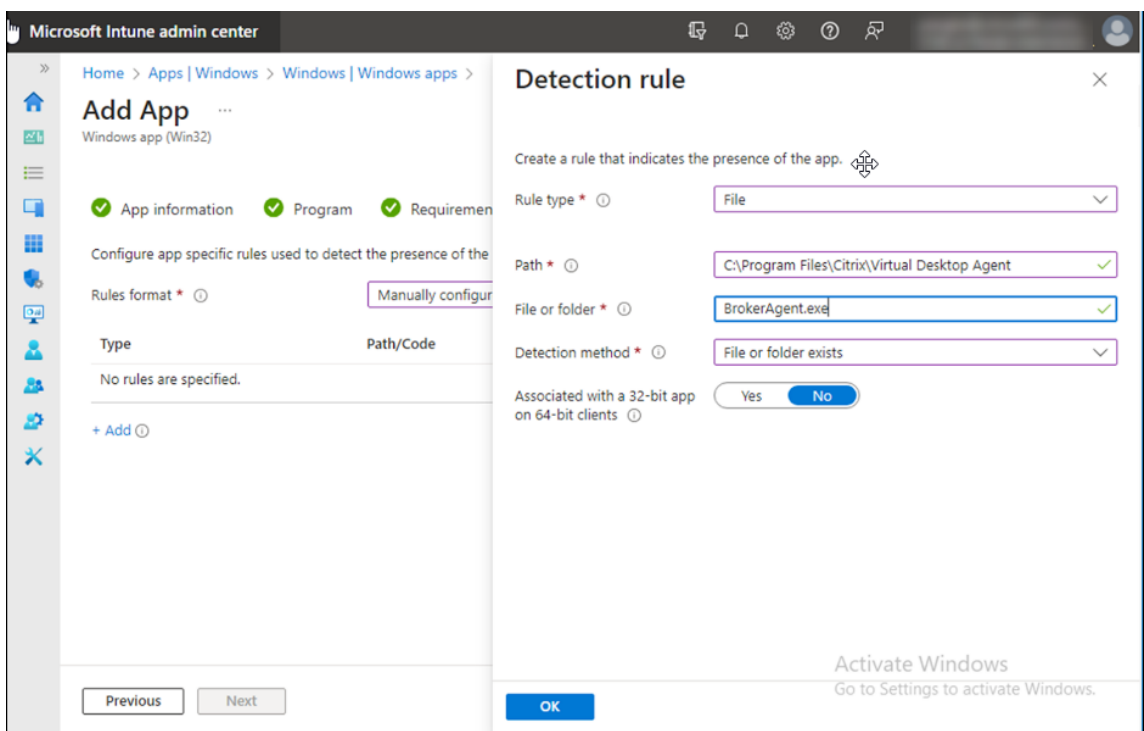 Microsoft Intune admin center
Home > Apps | Windows > Windows | Windows apps >
Add App ...
Windows app (Win32)
App information
Program
Requiremen
Configure app specific rules used to detect the presence of the
Rules format *
Manually configur
Type
Path/Code
No rules are specified.
+ Add
Previous
Next
Detection rule
Create a rule that indicates the presence of the app.
Rule type *
File
Path *
C:\Program Files\Citrix\Virtual Desktop Agent
File or folder *
BrokerAgent.exe
Detection method *
File or folder exists
Associated with a 32-bit app
on 64-bit clients
Yes
No
Activate Windows
Go to Settings to activate Windows.
OK